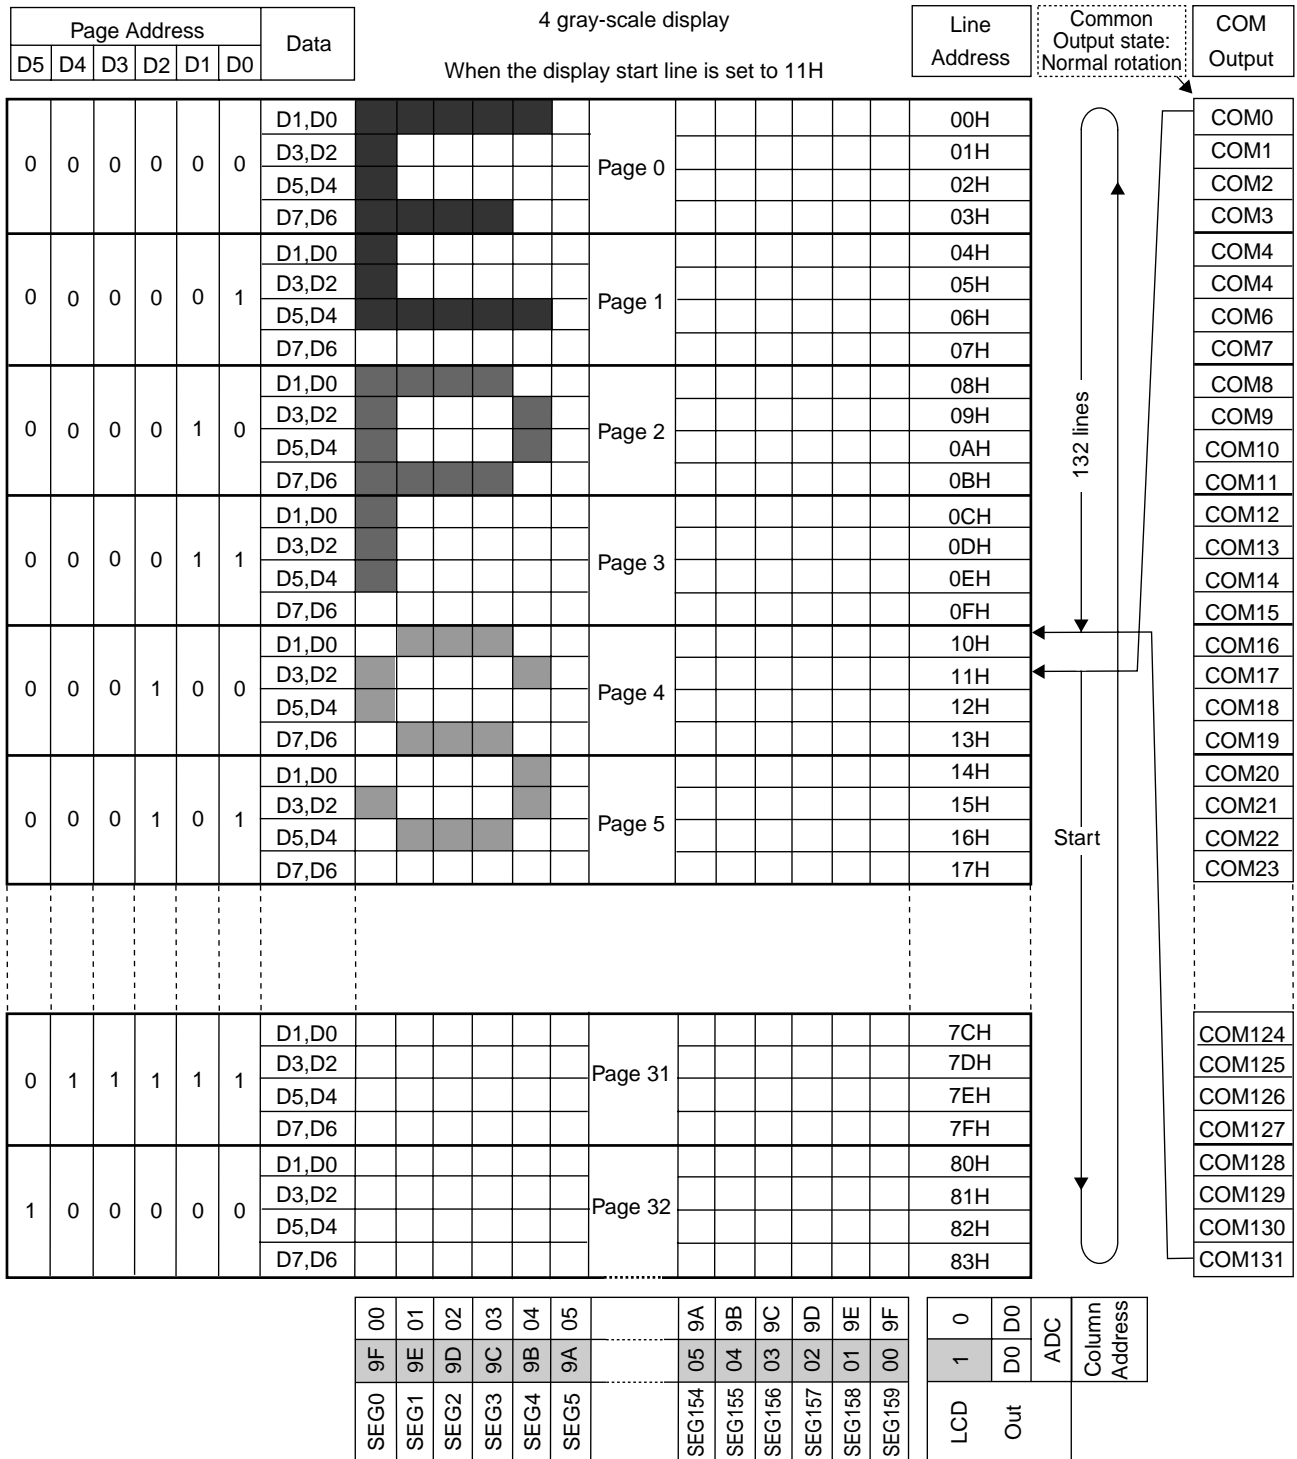 4 gray-scale display
When the display start line is set to 11H
Page Address Data Line Address Common Output state: Normal rotation COM Output
D5 D4 D3 D2 D1 D0
0 0 0 0 0 0 D1,D0 Page 0 00H COM0
D3,D2 01H COM1
D5,D4 02H COM2
D7,D6 03H COM3
0 0 0 0 0 1 D1,D0 Page 1 04H COM4
D3,D2 05H COM4
D5,D4 06H COM6
D7,D6 07H COM7
0 0 0 0 1 0 D1,D0 Page 2 08H COM8
D3,D2 09H COM9
D5,D4 0AH COM10
D7,D6 0BH COM11
0 0 0 0 1 1 D1,D0 Page 3 0CH COM12
D3,D2 0DH COM13
D5,D4 0EH COM14
D7,D6 0FH COM15
0 0 0 1 0 0 D1,D0 Page 4 10H COM16
D3,D2 11H COM17
D5,D4 12H COM18
D7,D6 13H COM19
0 0 0 1 0 1 D1,D0 Page 5 14H COM20
D3,D2 15H COM21
D5,D4 16H COM22
D7,D6 17H COM23
132 lines
Start
0 1 1 1 1 1 D1,D0 Page 31 7CH COM124
D3,D2 7DH COM125
D5,D4 7EH COM126
D7,D6 7FH COM127
1 0 0 0 0 0 D1,D0 Page 32 80H COM128
D3,D2 81H COM129
D5,D4 82H COM130
D7,D6 83H COM131
00 01 02 03 04 05 9A 9B 9C 9D 9E 9F 0 D0 ADC Column Address
9F 9E 9D 9C 9B 9A 05 04 03 02 01 00 1 D0
SEG0 SEG1 SEG2 SEG3 SEG4 SEG5 SEG154 SEG155 SEG156 SEG157 SEG158 SEG159 LCD Out